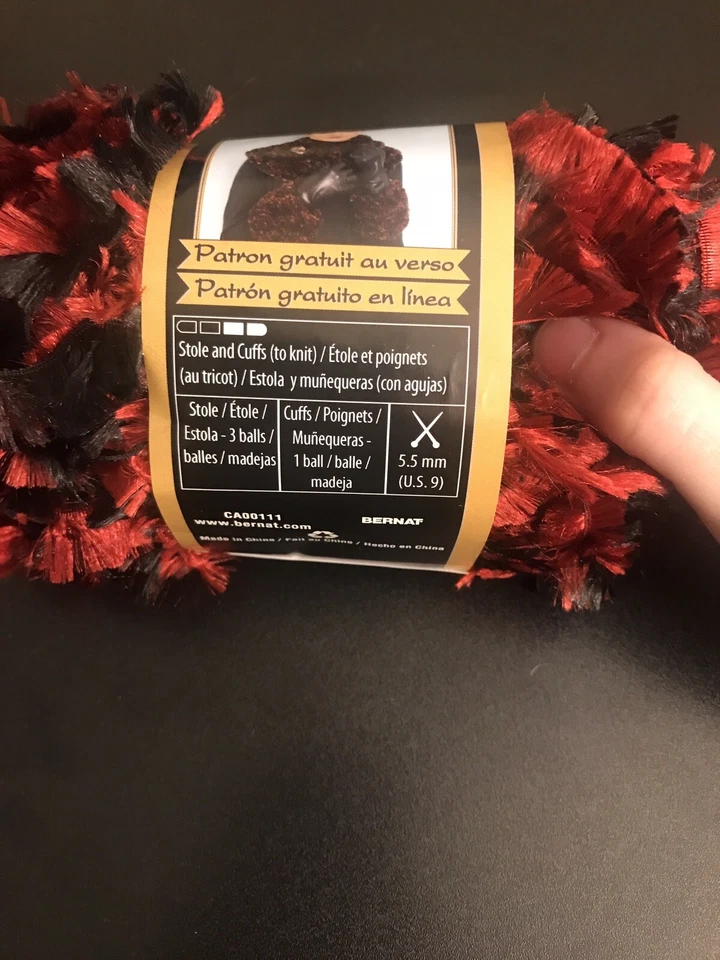 Patron gratuit au verso
Patrón gratuito en línea
Stole and Cuffs (to knit) / Étole et poignets
(au tricot) / Estola y muñequeras (con agujas)
Stole / Étole /
Estola - 3 balls /
balles / madejas
Cuffs / Poignets /
Muñequeras -
1 ball / balle /
madeja
5.5 mm
(U.S. 9)
CA00111
www.bernat.com
BERNAT
Made in China / Fait au Chine / Hecho en China